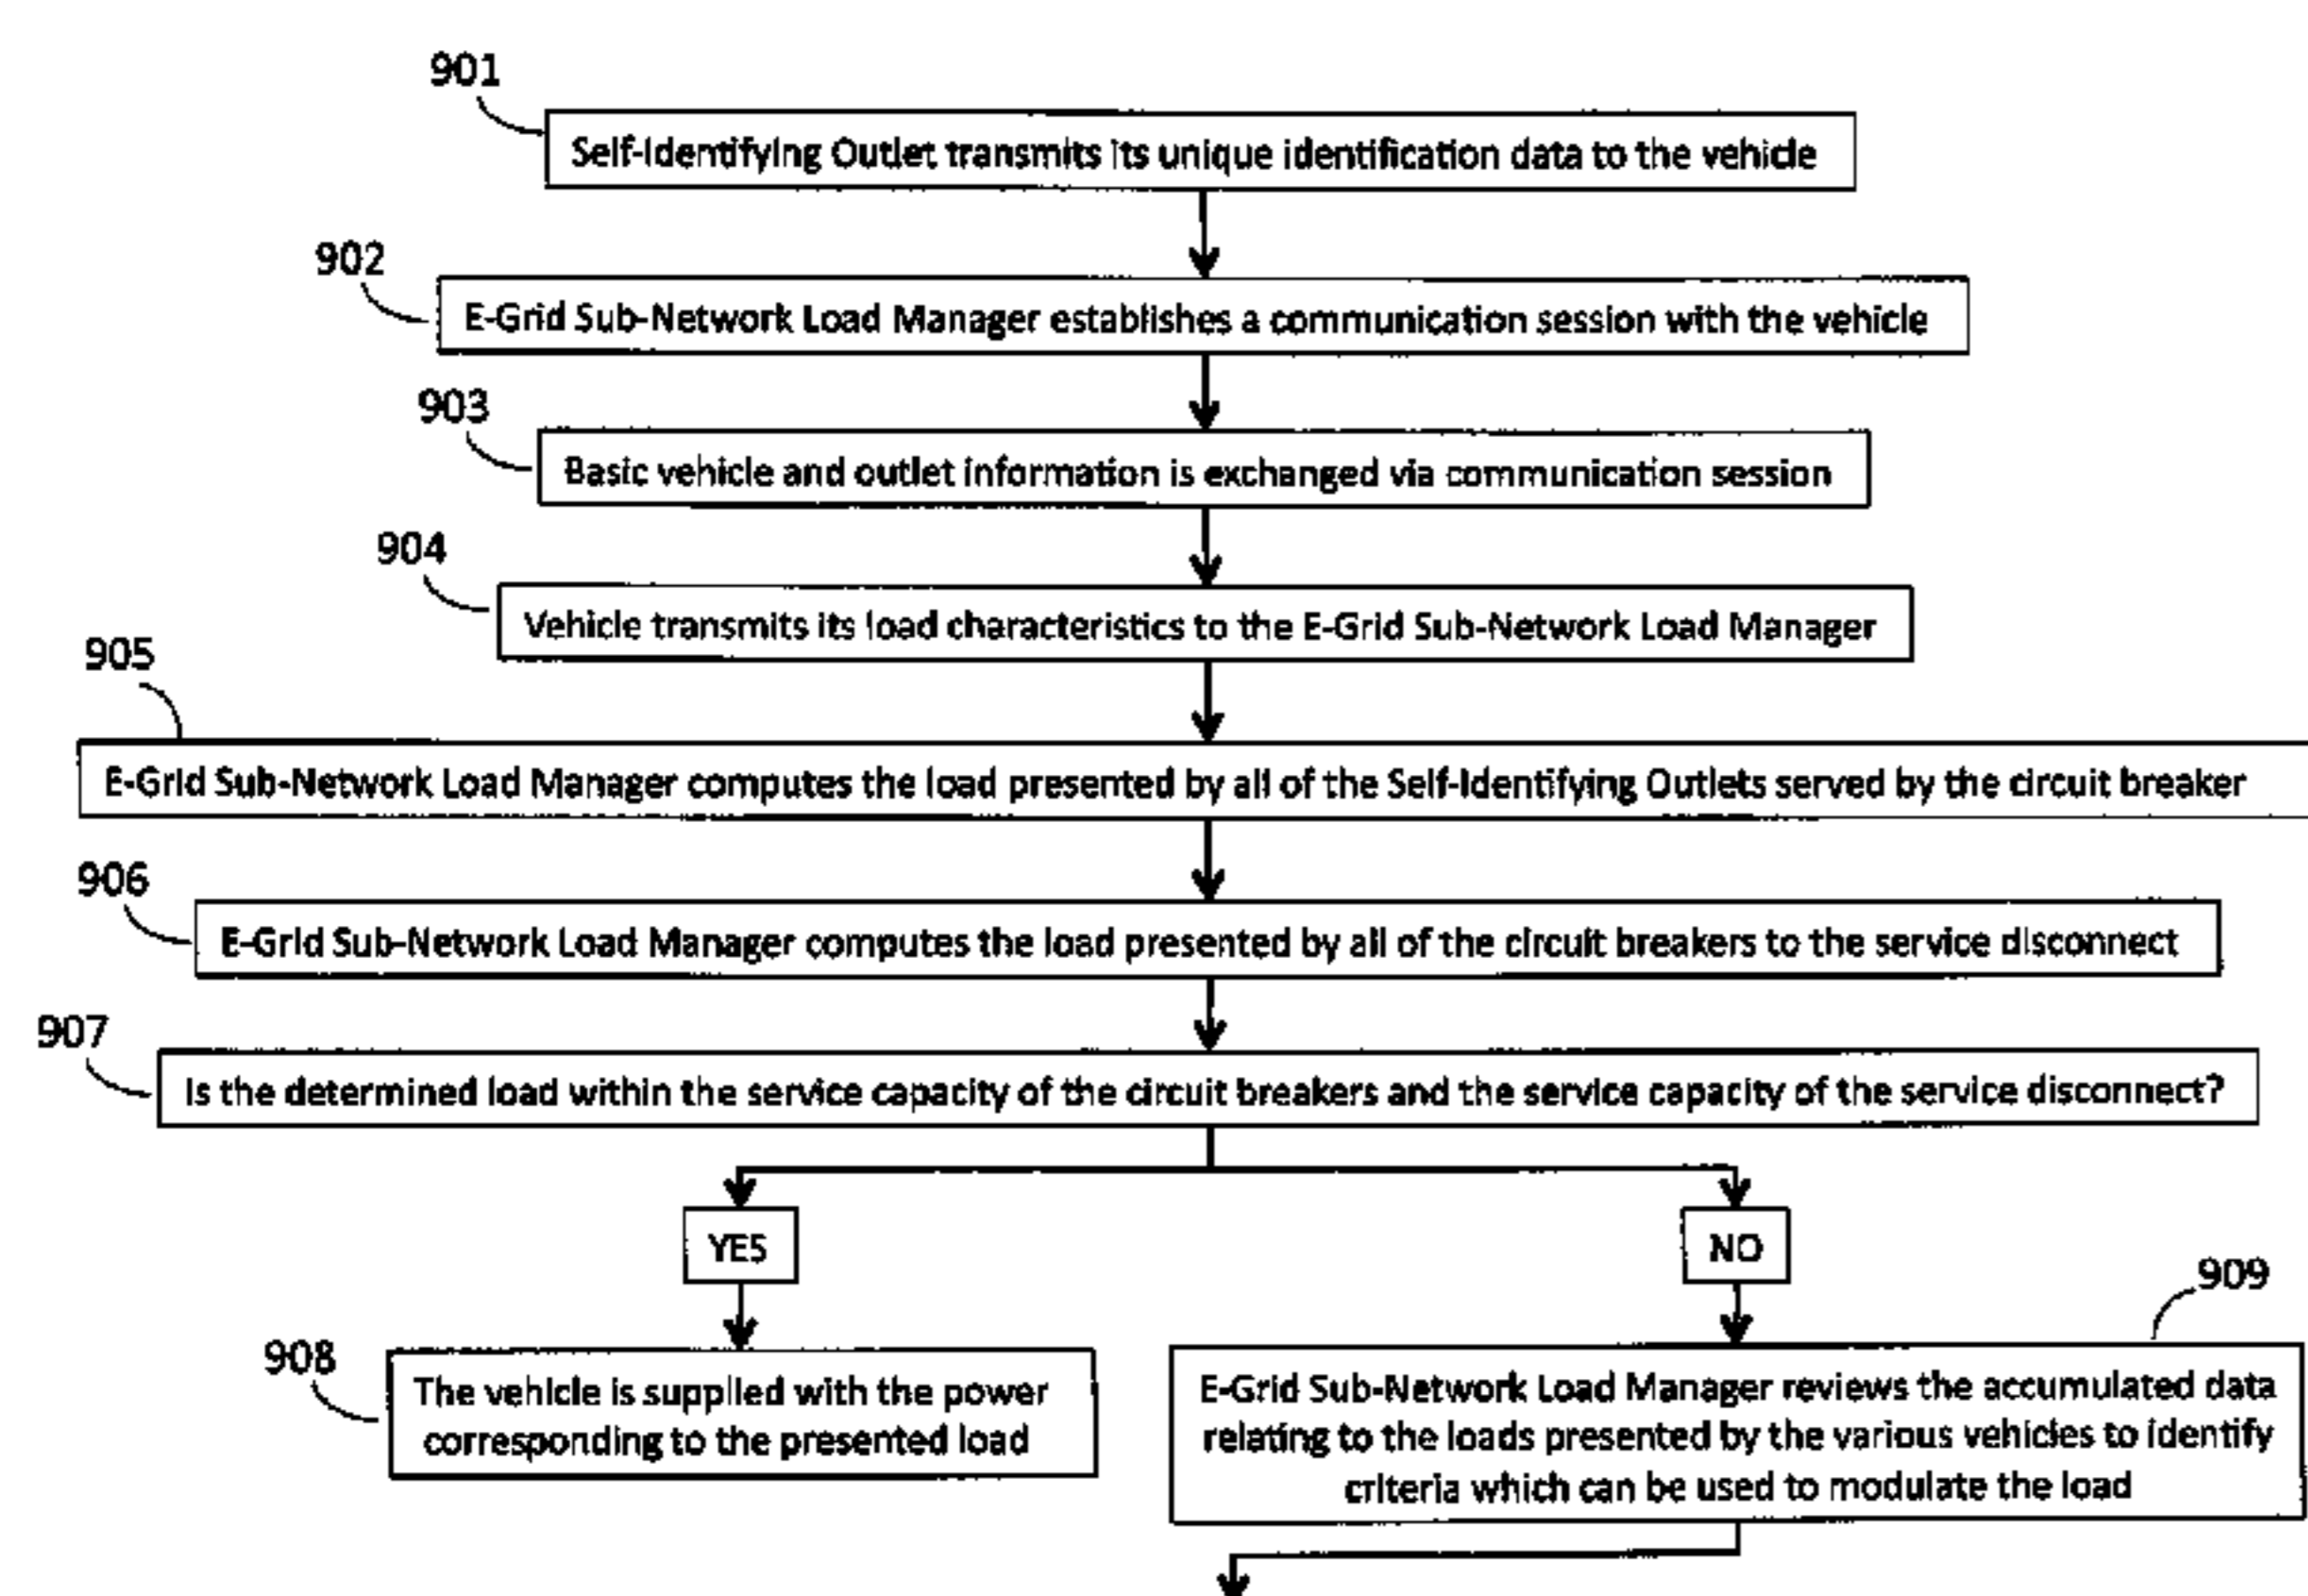 901
Self-Identifying Outlet transmits its unique identification data to the vehicle
902
E-Grid Sub-Network Load Manager establishes a communication session with the vehicle
903
Basic vehicle and outlet information is exchanged via communication session
904
Vehicle transmits its load characteristics to the E-Grid Sub-Network Load Manager
905
E-Grid Sub-Network Load Manager computes the load presented by all of the Self-Identifying Outlets served by the circuit breaker
906
E-Grid Sub-Network Load Manager computes the load presented by all of the circuit breakers to the service disconnect
907
Is the determined load within the service capacity of the circuit breakers and the service capacity of the service disconnect?
YES
NO
908
The vehicle is supplied with the power
corresponding to the presented load
909
E-Grid Sub-Network Load Manager reviews the accumulated data
relating to the loads presented by the various vehicles to identify
criteria which can be used to modulate the load